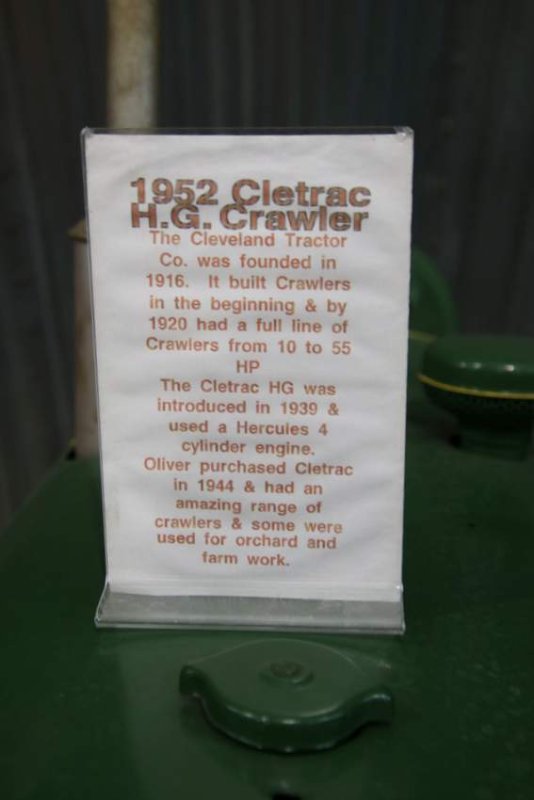 1952 Cletrac
H.G. Crawler
The Cleveland Tractor
Co. was founded in
1916. It built Crawlers
in the beginning & by
1920 had a full line of
Crawlers from 10 to 55
HP
The Cletrac HG was
introduced in 1939 &
used a Hercules 4
cylinder engine.
Oliver purchased Cletrac
in 1944 & had an
amazing range of
crawlers & some were
used for orchard and
farm work.